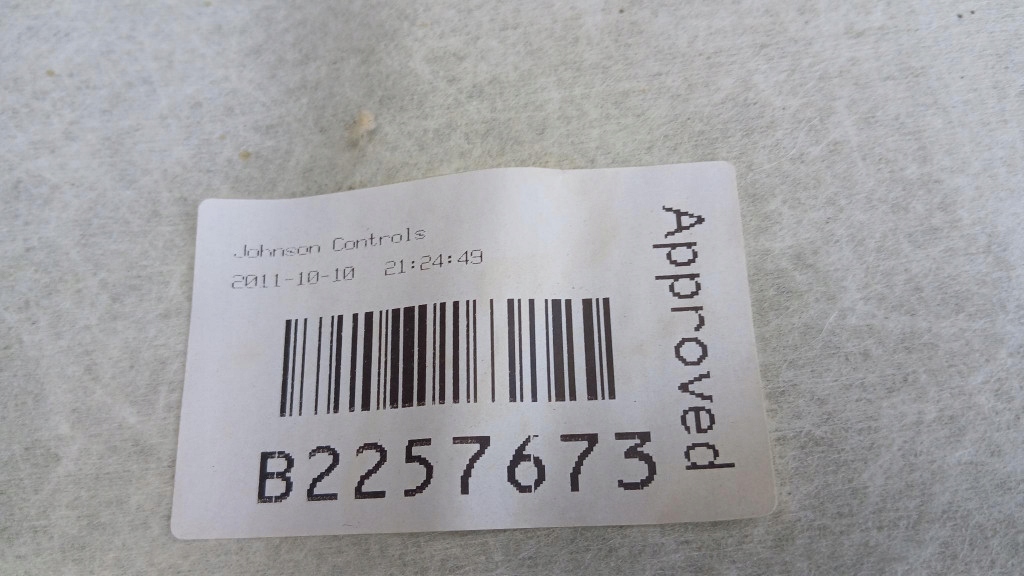 Johnson Controls
2011-10-10 21:24:49
B2257673
Approved